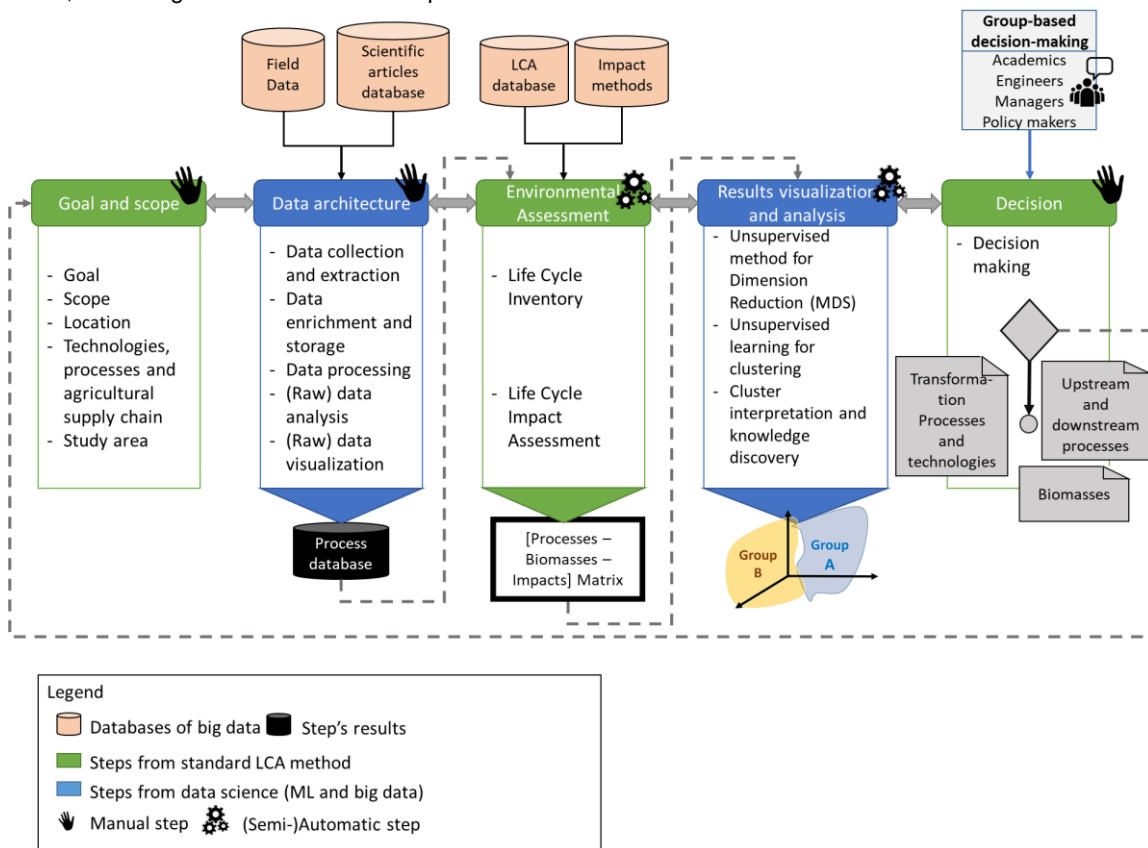 Field
Data
Scientific
articles
database
LCA
database
Impact
methods
Group-based
decision-making
Academics
Engineers
Managers
Policy makers
Goal and scope
Data architecture
Environmental
Assessment
Results visualization
and analysis
Decision
- Goal
- Scope
- Location
- Technologies,
processes and
agricultural
supply chain
- Study area
- Data collection
and extraction
- Data
enrichment and
storage
- Data processing
- (Raw) data
analysis
- (Raw) data
visualization
- Life Cycle
Inventory
- Life Cycle
Impact
Assessment
- Unsupervised
method for
Dimension
Reduction (MDS)
- Unsupervised
learning for
clustering
- Cluster
interpretation and
knowledge
discovery
- Decision
making
Transforma-
tion
Processes
and
technologies
Upstream
and
downstream
processes
Biomasses
Process
database
[Processes –
Biomasses –
Impacts] Matrix
Group
B
Group
A
Legend
Databases of big data
Step's results
Steps from standard LCA method
Steps from data science (ML and big data)
Manual step
(Semi-)Automatic step